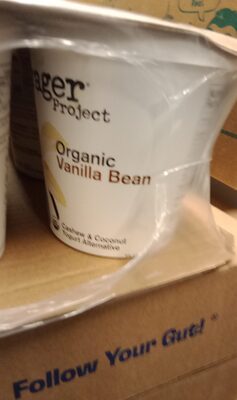 ager
Project
Organic
Vanilla Bean
Cashew & Coconut
Yogurt Alternative
Follow Your Gut!